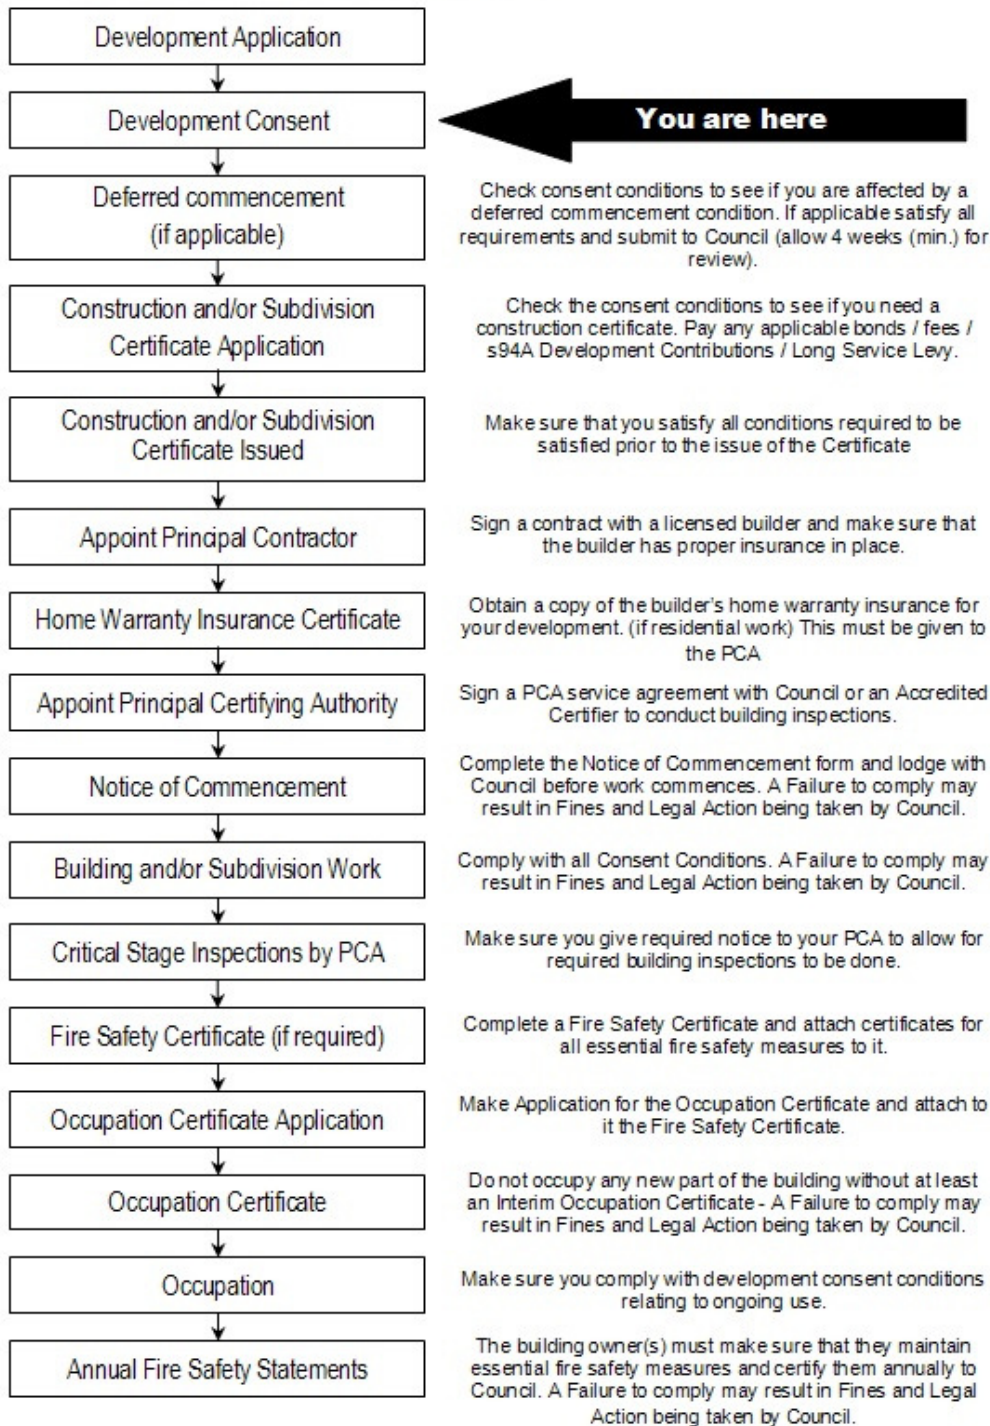 Development Application
Development Consent
You are here
Deferred commencement
(if applicable)
Check consent conditions to see if you are affected by a
deferred commencement condition. If applicable satisfy all
requirements and submit to Council (allow 4 weeks (min.) for
review).
Construction and/or Subdivision
Certificate Application
Check the consent conditions to see if you need a
construction certificate. Pay any applicable bonds / fees /
s94A Development Contributions / Long Service Levy.
Construction and/or Subdivision
Certificate Issued
Make sure that you satisfy all conditions required to be
satisfied prior to the issue of the Certificate
Appoint Principal Contractor
Sign a contract with a licensed builder and make sure that
the builder has proper insurance in place.
Home Warranty Insurance Certificate
Obtain a copy of the builder's home warranty insurance for
your development. (if residential work) This must be given to
the PCA
Appoint Principal Certifying Authority
Sign a PCA service agreement with Council or an Accredited
Certifier to conduct building inspections.
Notice of Commencement
Complete the Notice of Commencement form and lodge with
Council before work commences. A Failure to comply may
result in Fines and Legal Action being taken by Council.
Building and/or Subdivision Work
Comply with all Consent Conditions. A Failure to comply may
result in Fines and Legal Action being taken by Council.
Critical Stage Inspections by PCA
Make sure you give required notice to your PCA to allow for
required building inspections to be done.
Fire Safety Certificate (if required)
Complete a Fire Safety Certificate and attach certificates for
all essential fire safety measures to it.
Occupation Certificate Application
Make Application for the Occupation Certificate and attach to
it the Fire Safety Certificate.
Occupation Certificate
Do not occupy any new part of the building without at least
an Interim Occupation Certificate - A Failure to comply may
result in Fines and Legal Action being taken by Council.
Occupation
Make sure you comply with development consent conditions
relating to ongoing use.
Annual Fire Safety Statements
The building owner(s) must make sure that they maintain
essential fire safety measures and certify them annually to
Council. A Failure to comply may result in Fines and Legal
Action being taken by Council.